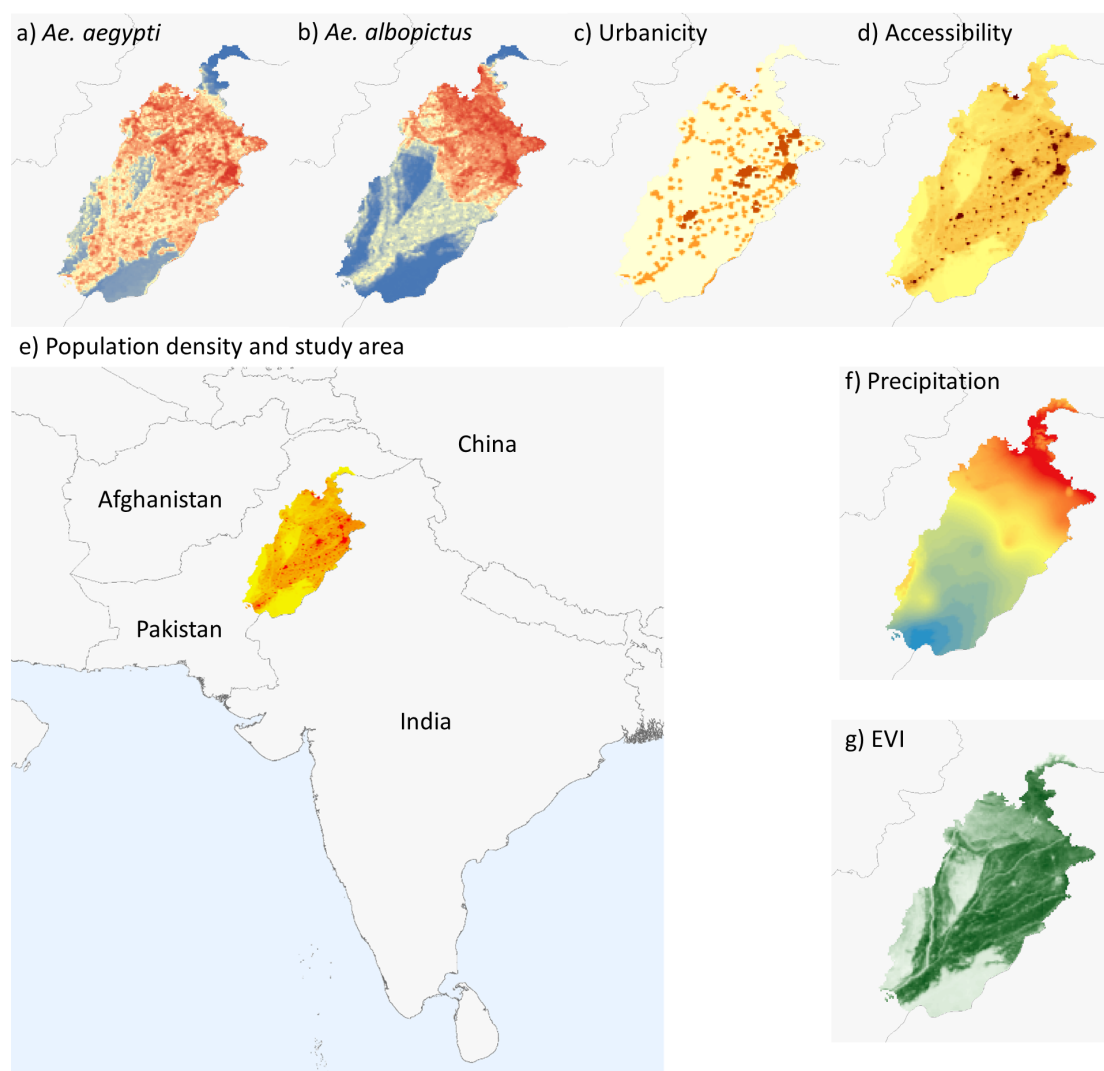 a) Ae. aegypti
b) Ae. albopictus
c) Urbanicity
d) Accessibility
e) Population density and study area
f) Precipitation
China
Afghanistan
Pakistan
India
g) EVI